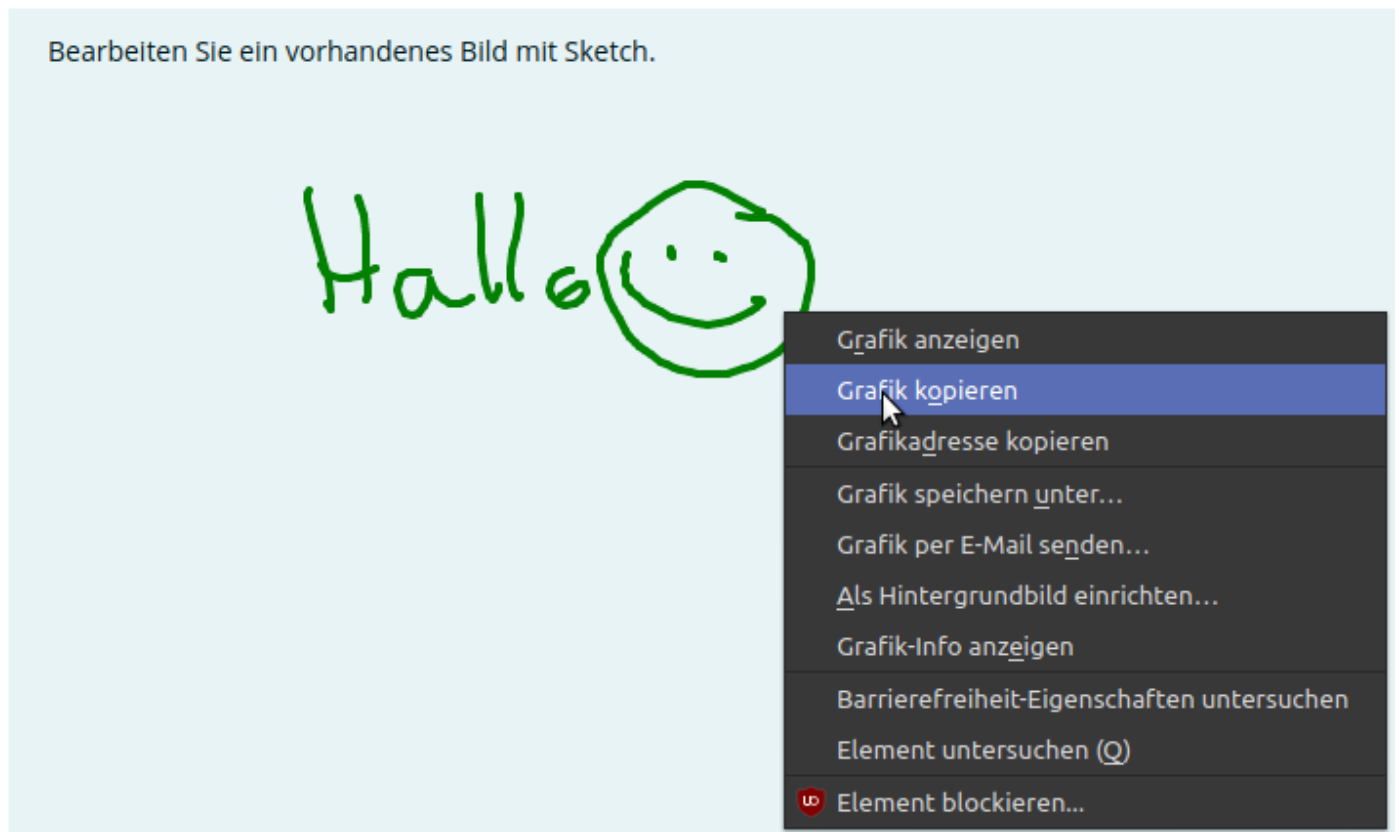 Bearbeiten Sie ein vorhandenes Bild mit Sketch.
Hallo
Grafik anzeigen
Grafik kopieren
Grafikadresse kopieren
Grafik speichern unter...
Grafik per E-Mail senden...
Als Hintergrundbild einrichten...
Grafik-Info anzeigen
Barrierefreiheit-Eigenschaften untersuchen
Element untersuchen (Q)
Element blockieren...